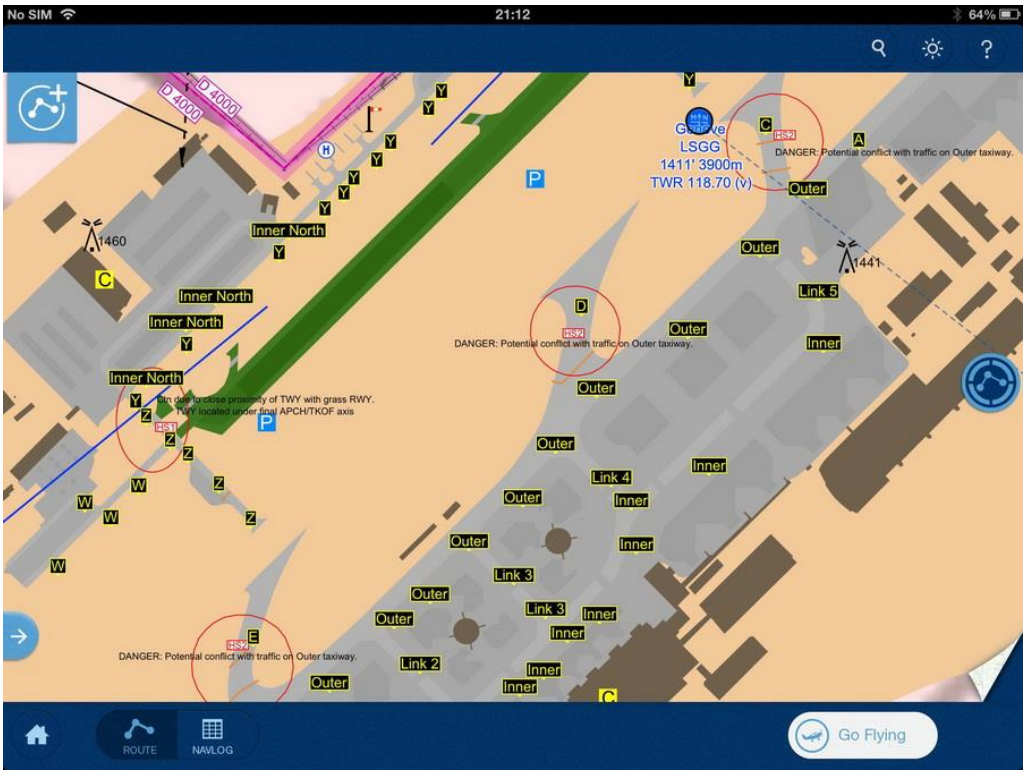 No SIM
21:12
64%
?
D 4000
D 4000
Y
Y
Y
Y
H
Y
Y
Y
Y
Y
Inner North
Y
P
LSGG
1411' 3900m
TWR 118.70 (v)
C
HS2
A
DANGER: Potential conflict with traffic on Outer taxiway.
Outer
1460
C
Outer
1441
Inner North
Link 5
D
Inner North
Y
HS2
Outer
Inner
DANGER: Potential conflict with traffic on Outer taxiway.
Inner North
Outer
Y
Ctn due to close proximity of TWY with grass RWY.
Z
TWY located under final APCH/TKOF axis
HS1
P
Z
Z
Outer
Inner
W
Z
Link 4
W
Outer
Inner
W
Z
Outer
Inner
W
Link 3
Outer
Link 3
Outer
Inner
Inner
E
HS2
DANGER: Potential conflict with traffic on Outer taxiway.
Link 2
Inner
Outer
Inner
C
ROUTE
NAVLOG
Go Flying